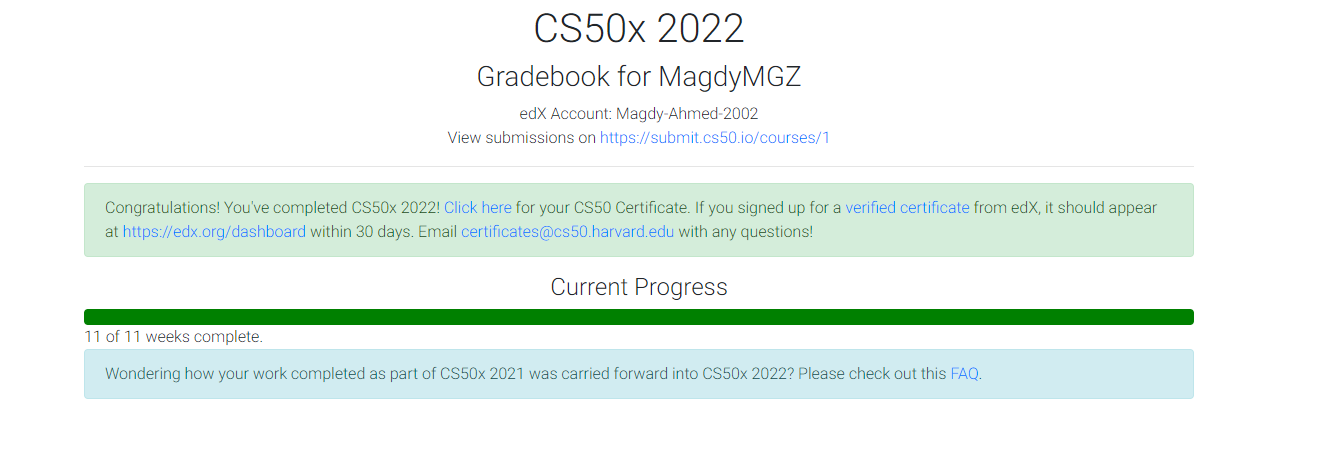 CS50x 2022
Gradebook for MagdyMGZ
edX Account: Magdy-Ahmed-2002
View submissions on https://submit.cs50.io/courses/1
Congratulations! You've completed CS50x 2022! Click here for your CS50 Certificate. If you signed up for a verified certificate from edX, it should appear
at https://edx.org/dashboard within 30 days. Email certificates@cs50.harvard.edu with any questions!
Current Progress
11 of 11 weeks complete.
Wondering how your work completed as part of CS50x 2021 was carried forward into CS50x 2022? Please check out this FAQ.